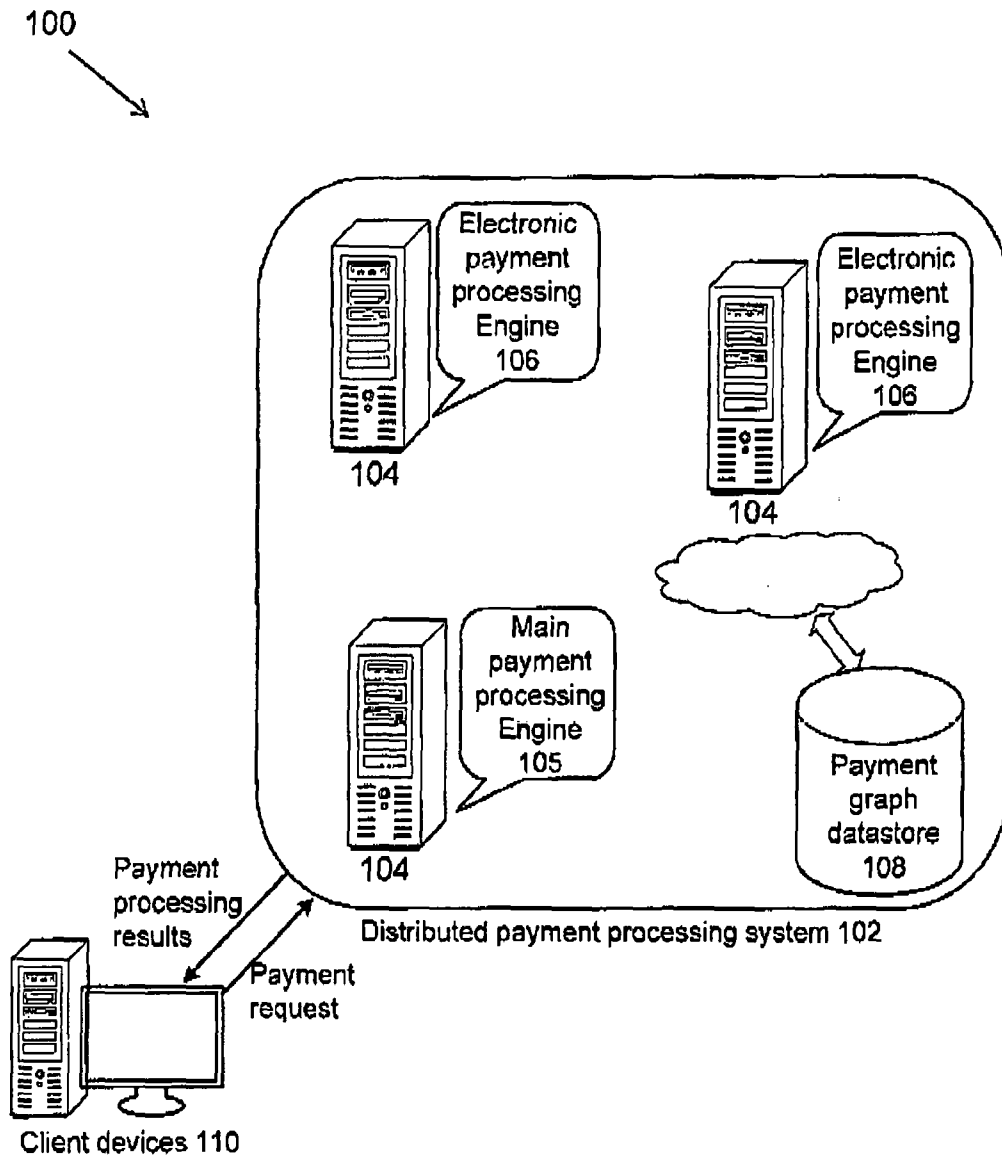 100
Electronic
payment
processing
Engine
106
104
Electronic
payment
processing
Engine
106
104
Main
payment
processing
Engine
105
104
Payment
graph
datastore
108
Distributed payment processing system 102
Payment
processing
results
Payment
request
Client devices 110